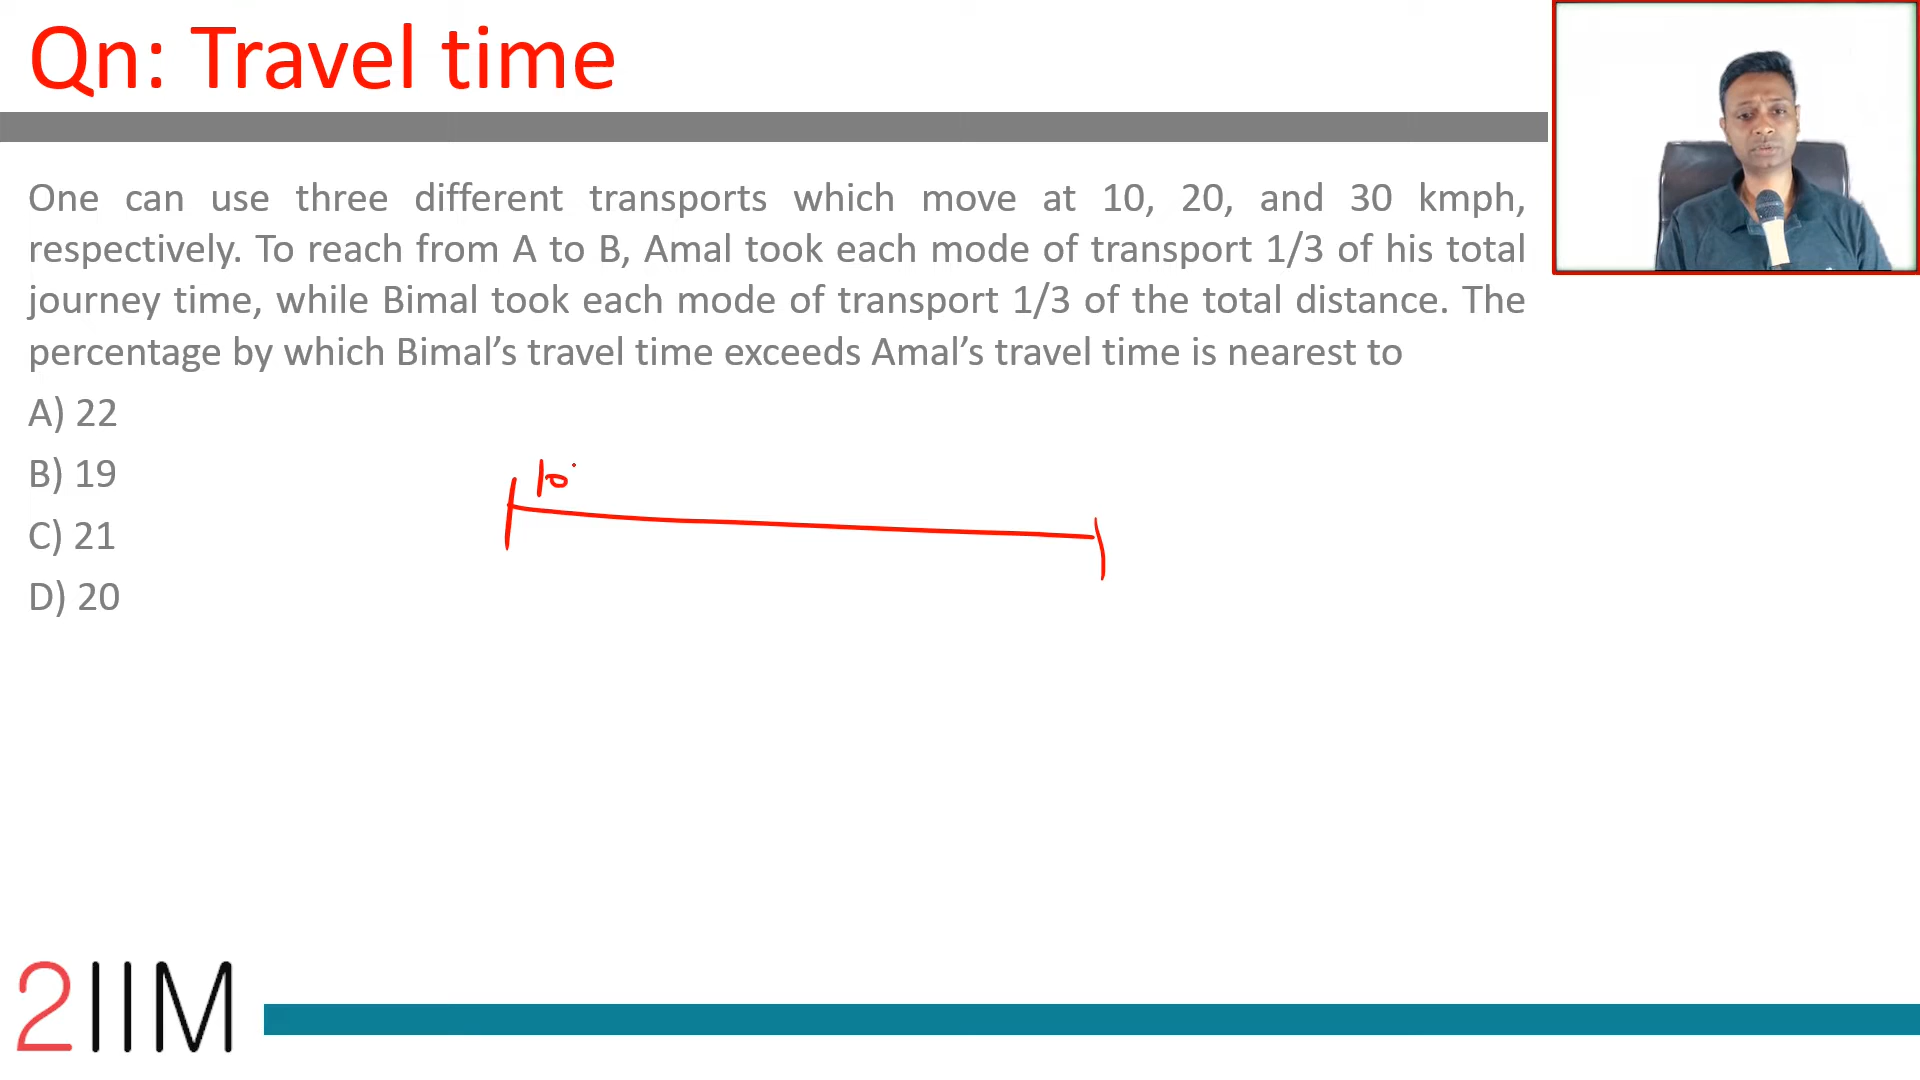 Qn: Travel time
One can use three different transports which move at 10, 20, and 30 kmph,
respectively. To reach from A to B, Amal took each mode of transport 1/3 of his total
journey time, while Bimal took each mode of transport 1/3 of the total distance. The
percentage by which Bimal’s travel time exceeds Amal’s travel time is nearest to
A) 22
B) 19
C) 21
D) 20
10
2IIM